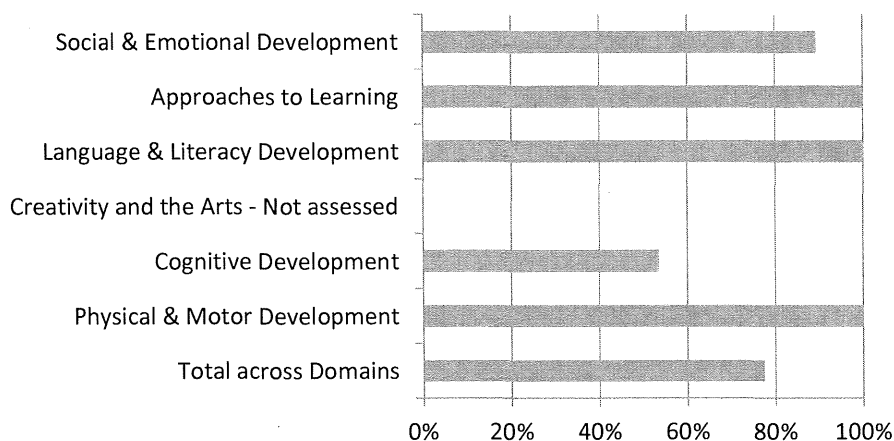 Social & Emotional Development
Approaches to Learning
Language & Literacy Development
Creativity and the Arts - Not assessed
Cognitive Development
Physical & Motor Development
Total across Domains
0% 20% 40% 60% 80% 100%